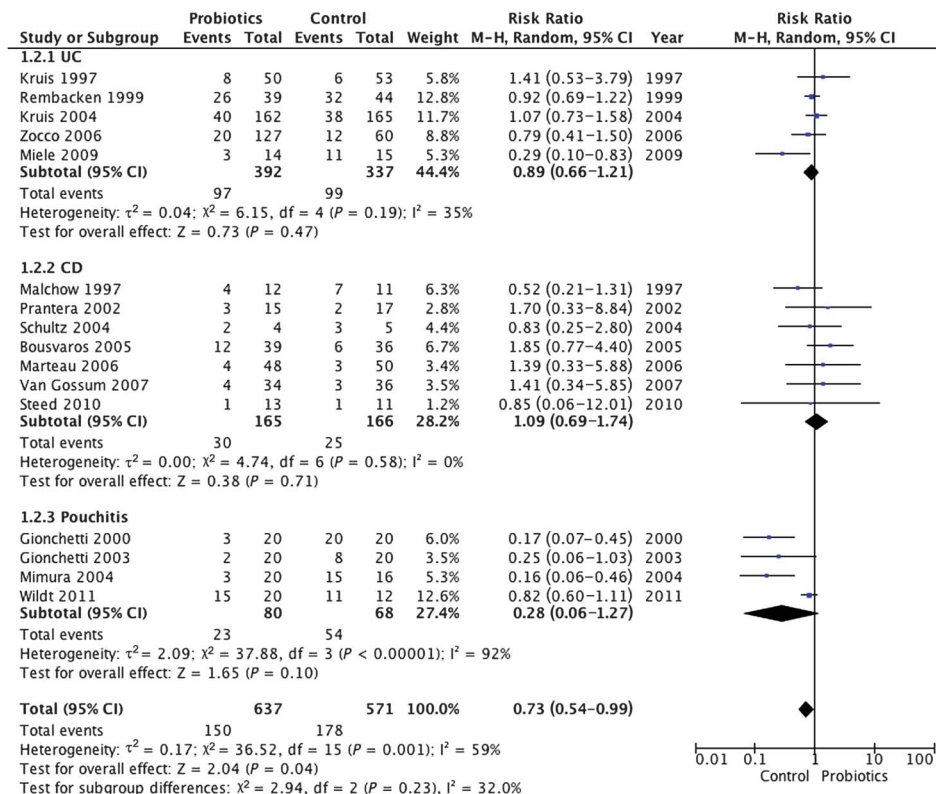 Probiotics Control Risk Ratio Risk Ratio
Study or Subgroup Events Total Events Total Weight M-H, Random, 95% CI Year M-H, Random, 95% CI
1.2.1 UC
Kruis 1997 8 50 6 53 5.8% 1.41 (0.53–3.79) 1997
Rembacken 1999 26 39 32 44 12.8% 0.92 (0.69–1.22) 1999
Kruis 2004 40 162 38 165 11.7% 1.07 (0.73–1.58) 2004
Zocco 2006 20 127 12 60 8.8% 0.79 (0.41–1.50) 2006
Miele 2009 3 14 11 15 5.3% 0.29 (0.10–0.83) 2009
Subtotal (95% CI) 392 337 44.4% 0.89 (0.66–1.21)
Total events 97 99
Heterogeneity: τ² = 0.04; χ² = 6.15, df = 4 (P = 0.19); I² = 35%
Test for overall effect: Z = 0.73 (P = 0.47)
1.2.2 CD
Malchow 1997 4 12 7 11 6.3% 0.52 (0.21–1.31) 1997
Prantera 2002 3 15 2 17 2.8% 1.70 (0.33–8.84) 2002
Schultz 2004 2 4 3 5 4.4% 0.83 (0.25–2.80) 2004
Bousvaros 2005 12 39 6 36 6.7% 1.85 (0.77–4.40) 2005
Marteau 2006 4 48 3 50 3.4% 1.39 (0.33–5.88) 2006
Van Gossum 2007 4 34 3 36 3.5% 1.41 (0.34–5.85) 2007
Steed 2010 1 13 1 11 1.2% 0.85 (0.06–12.01) 2010
Subtotal (95% CI) 165 166 28.2% 1.09 (0.69–1.74)
Total events 30 25
Heterogeneity: τ² = 0.00; χ² = 4.74, df = 6 (P = 0.58); I² = 0%
Test for overall effect: Z = 0.38 (P = 0.71)
1.2.3 Pouchitis
Gionchetti 2000 3 20 20 20 6.0% 0.17 (0.07–0.45) 2000
Gionchetti 2003 2 20 8 20 3.5% 0.25 (0.06–1.03) 2003
Mimura 2004 3 20 15 16 5.3% 0.16 (0.06–0.46) 2004
Wildt 2011 15 20 11 12 12.6% 0.82 (0.60–1.11) 2011
Subtotal (95% CI) 80 68 27.4% 0.28 (0.06–1.27)
Total events 23 54
Heterogeneity: τ² = 2.09; χ² = 37.88, df = 3 (P < 0.00001); I² = 92%
Test for overall effect: Z = 1.65 (P = 0.10)
Total (95% CI) 637 571 100.0% 0.73 (0.54–0.99)
Total events 150 178
Heterogeneity: τ² = 0.17; χ² = 36.52, df = 15 (P = 0.001); I² = 59%
Test for overall effect: Z = 2.04 (P = 0.04)
Test for subgroup differences: χ² = 2.94, df = 2 (P = 0.23), I² = 32.0%
0.01 0.1 1 10 100
Control Probiotics